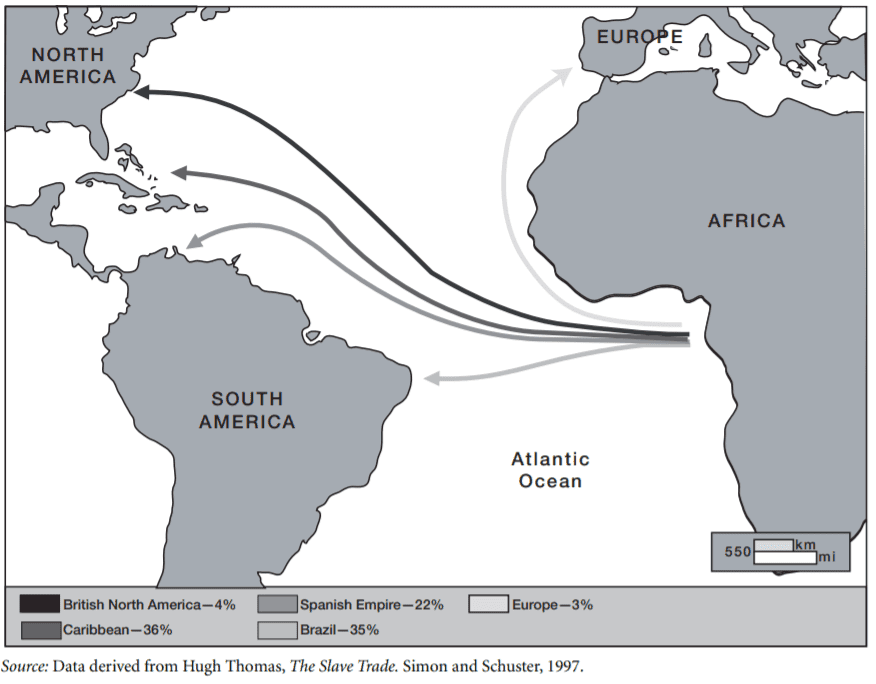 NORTH
AMERICA
EUROPE
AFRICA
SOUTH
AMERICA
Atlantic
Ocean
550 km
mi
British North America—4% Spanish Empire—22% Europe—3%
Caribbean—36% Brazil—35%
Source: Data derived from Hugh Thomas, The Slave Trade. Simon and Schuster, 1997.